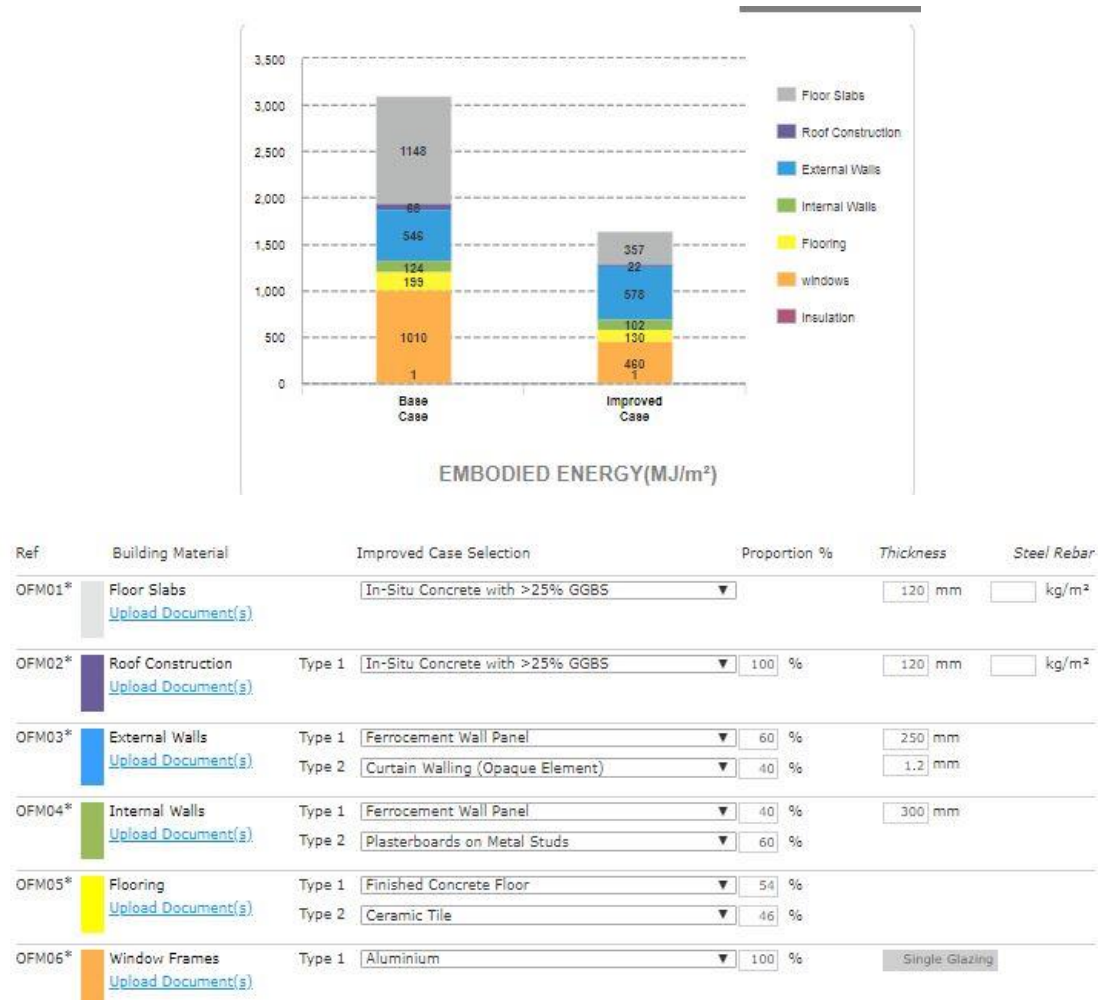 3,500
3,000
2,500
2,000
1,500
1,000
500
0
1148
68
546
124
199
1010
1
357
22
578
102
130
460
1
Base
Case
Improved
Case
Floor Slabs
Roof Construction
External Walls
Internal Walls
Flooring
windows
Insulation
EMBODIED ENERGY(MJ/m²)
Ref Building Material Improved Case Selection Proportion % Thickness Steel Rebar
OFM01* Floor Slabs In-Situ Concrete with >25% GGBS 120 mm kg/m²
Upload Document(s)
OFM02* Roof Construction Type 1 In-Situ Concrete with >25% GGBS 100 % 120 mm kg/m²
Upload Document(s)
OFM03* External Walls Type 1 Ferrocement Wall Panel 60 % 250 mm
Upload Document(s) Type 2 Curtain Walling (Opaque Element) 40 % 1.2 mm
OFM04* Internal Walls Type 1 Ferrocement Wall Panel 40 % 300 mm
Upload Document(s) Type 2 Plasterboards on Metal Studs 60 %
OFM05* Flooring Type 1 Finished Concrete Floor 54 %
Upload Document(s) Type 2 Ceramic Tile 46 %
OFM06* Window Frames Type 1 Aluminium 100 % Single Glazing
Upload Document(s)